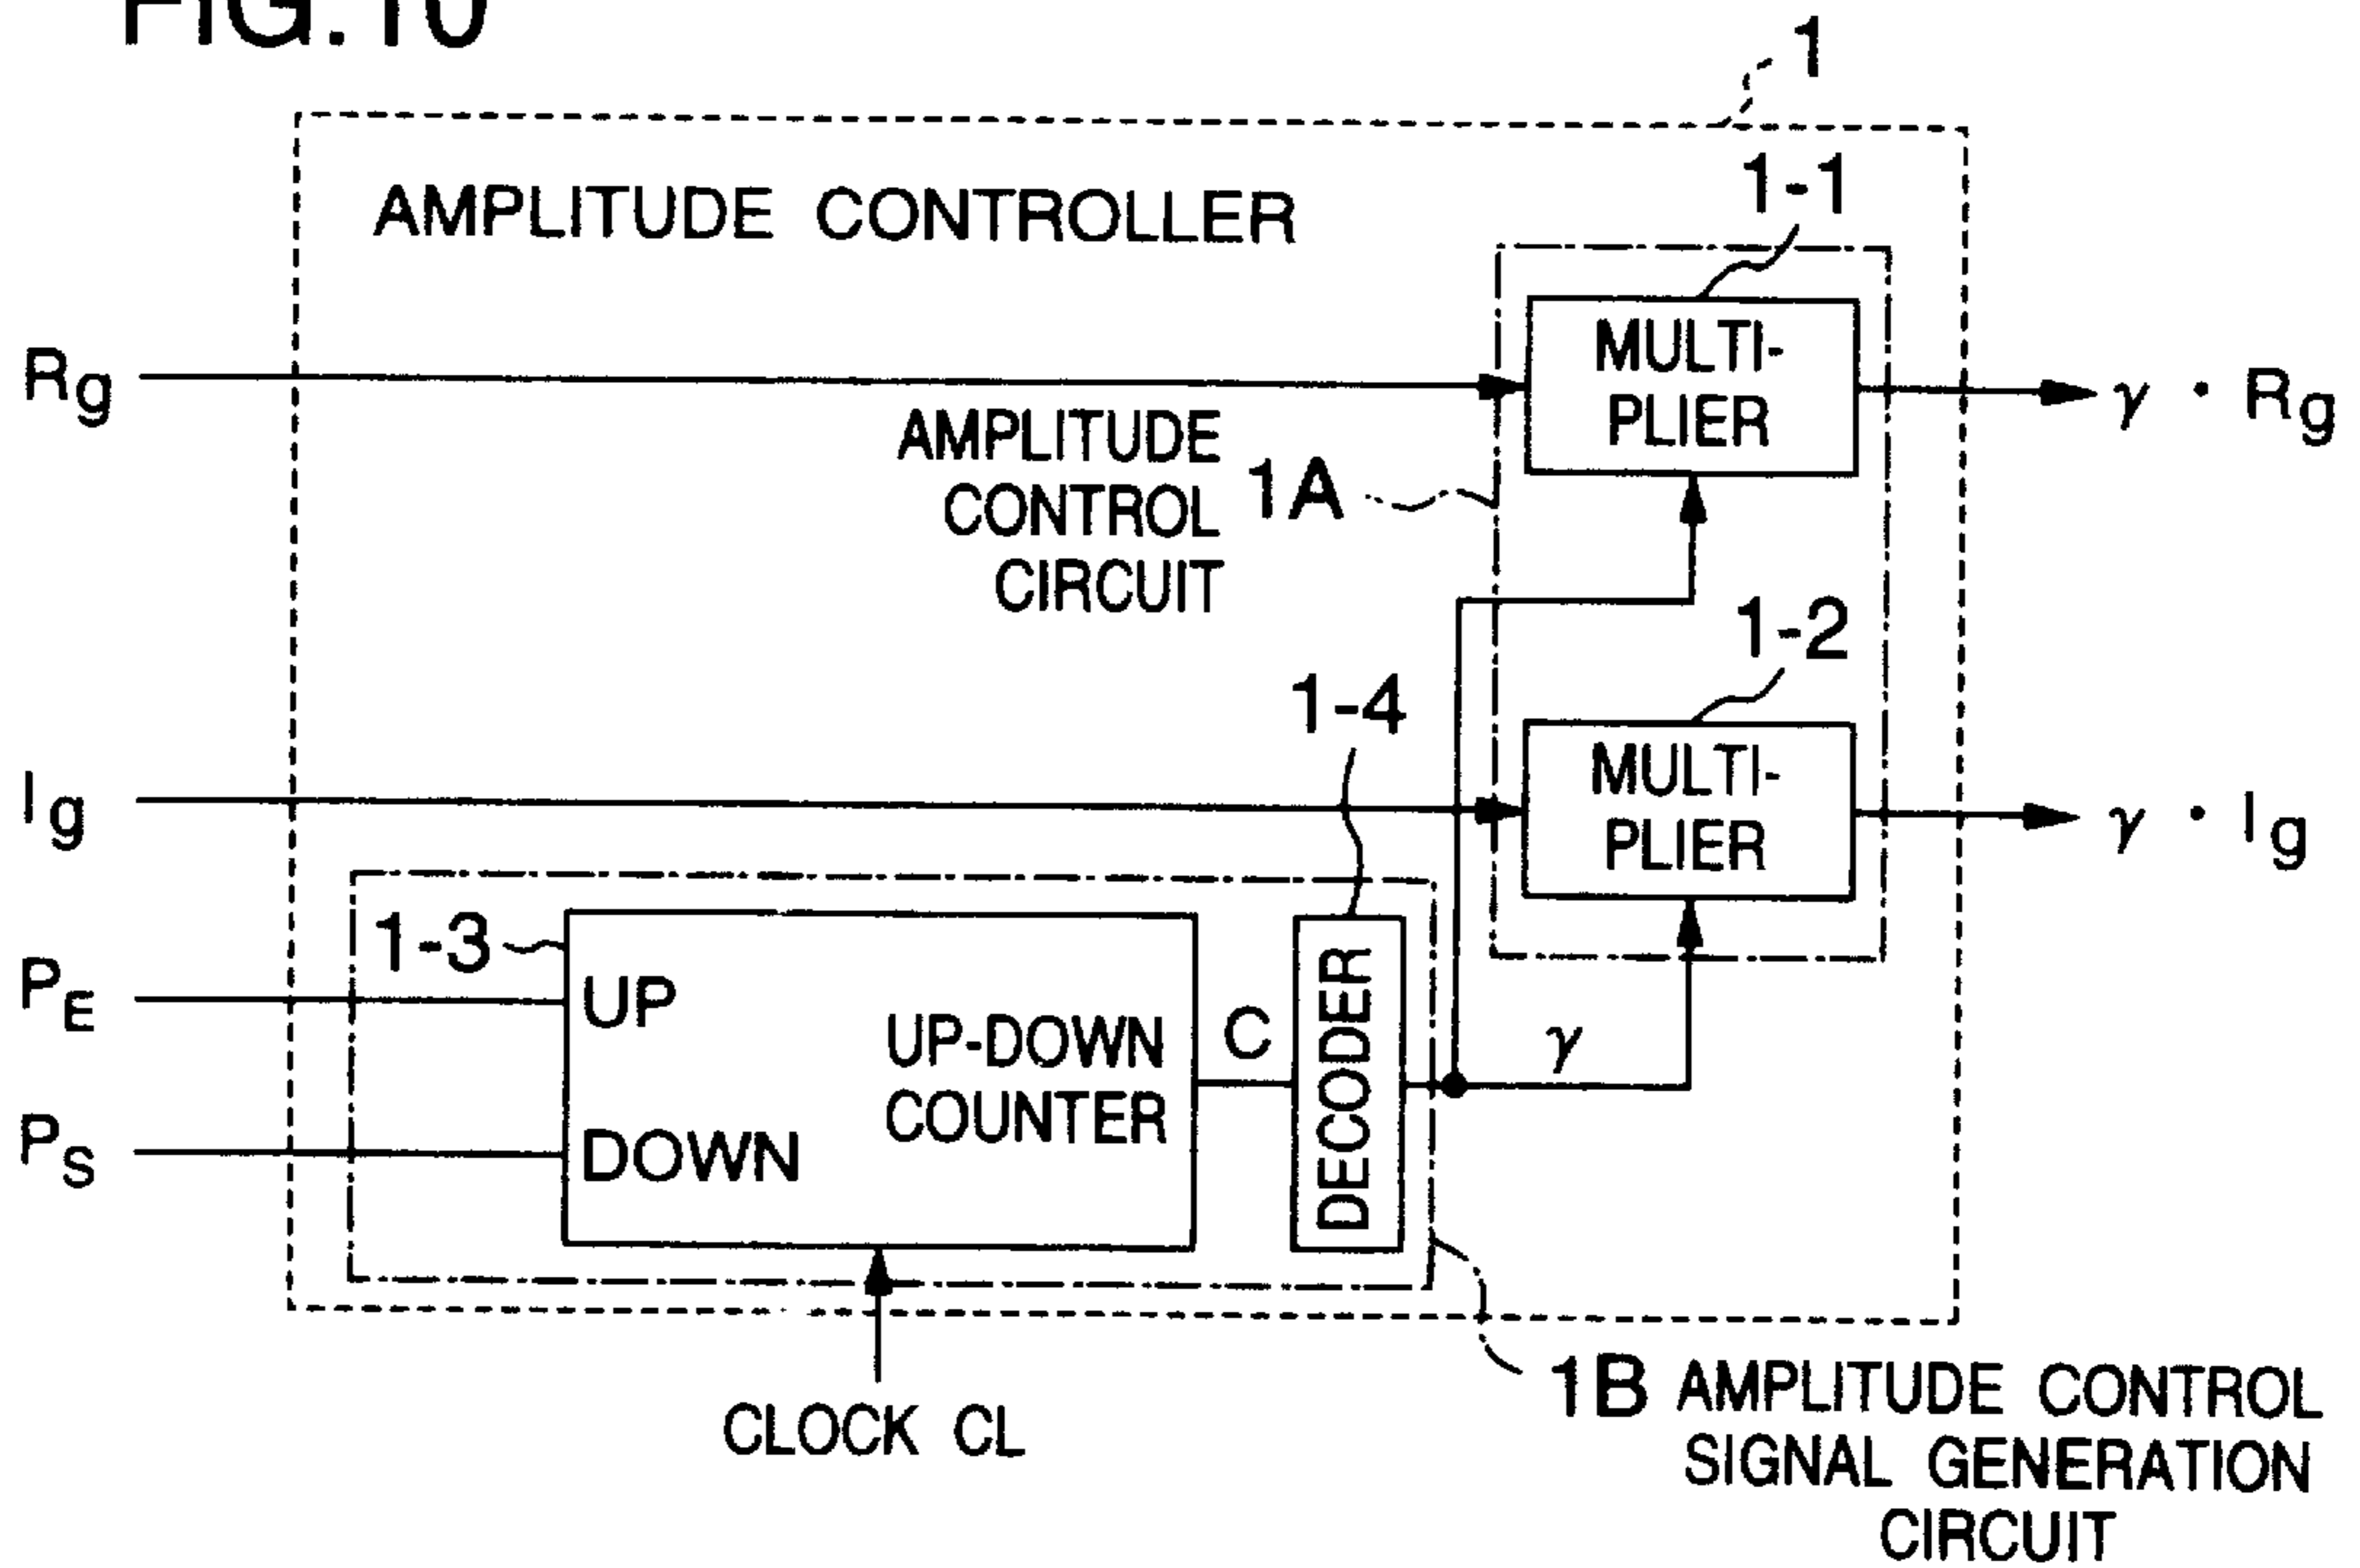 FIG.10
1
AMPLITUDE CONTROLLER
1-1
MULTI-
PLIER
Rg
γ · Rg
AMPLITUDE
CONTROL
CIRCUIT
1A
1-2
1-4
MULTI-
PLIER
Ig
γ · Ig
1-3
PE
UP
UP-DOWN
COUNTER
C
DECODER
γ
PS
DOWN
CLOCK CL
1B AMPLITUDE CONTROL
SIGNAL GENERATION
CIRCUIT